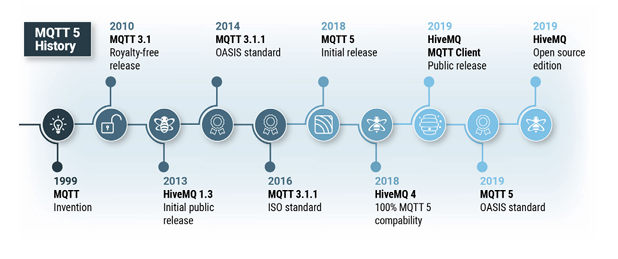 MQTT 5
History
2010
MQTT 3.1
Royalty-free
release
2014
MQTT 3.1.1
OASIS standard
2018
MQTT 5
Initial release
2019
HiveMQ
MQTT Client
Public release
2019
HiveMQ
Open source
edition
1999
MQTT
Invention
2013
HiveMQ 1.3
Initial public
release
2016
MQTT 3.1.1
ISO standard
2018
HiveMQ 4
100% MQTT 5
compability
2019
MQTT 5
OASIS standard